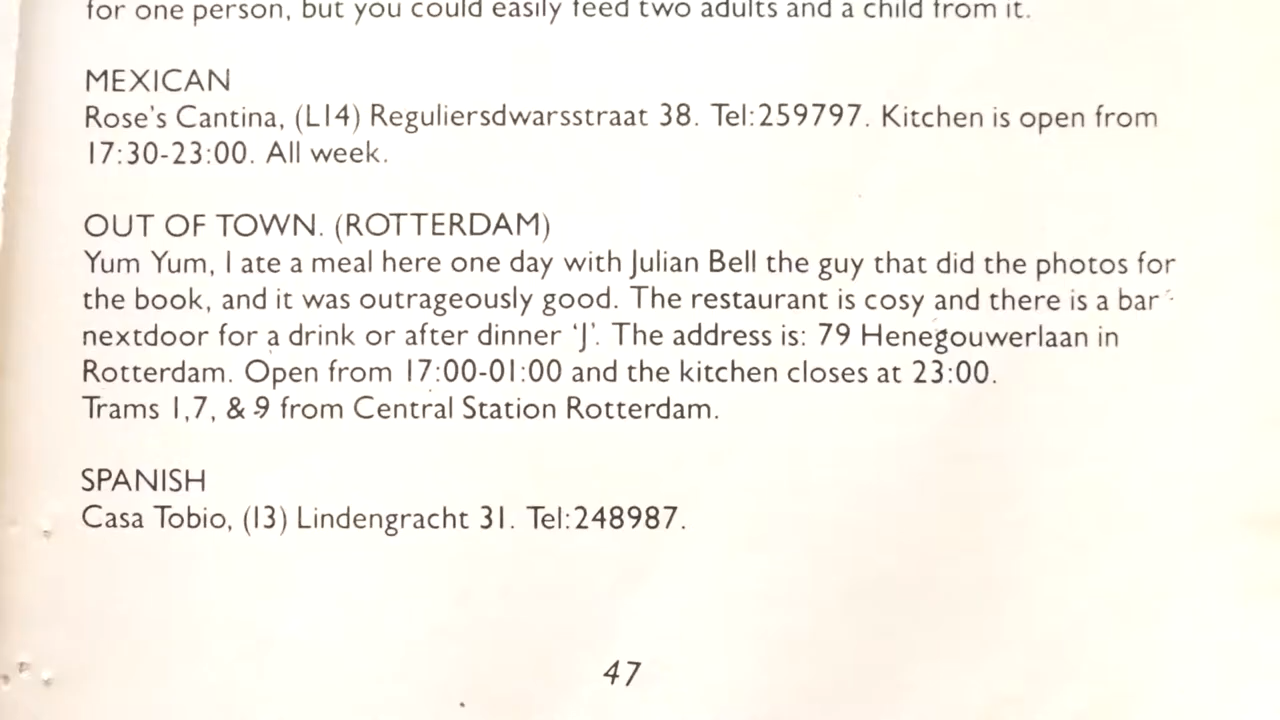 for one person, but you could easily feed two adults and a child from it.
MEXICAN
Rose's Cantina, (L14) Reguliersdwarsstraat 38. Tel:259797. Kitchen is open from
17:30-23:00. All week.
OUT OF TOWN. (ROTTERDAM)
Yum Yum, I ate a meal here one day with Julian Bell the guy that did the photos for
the book, and it was outrageously good. The restaurant is cosy and there is a bar
nextdoor for a drink or after dinner ‘J’. The address is: 79 Henegouwerlaan in
Rotterdam. Open from 17:00-01:00 and the kitchen closes at 23:00.
Trams 1,7, & 9 from Central Station Rotterdam.
SPANISH
Casa Tobio, (I3) Lindengracht 31. Tel:248987.
47